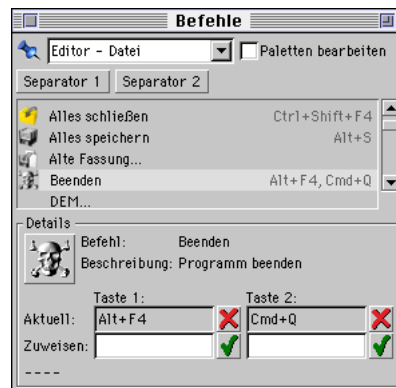 Befehle
Editor - Datei Paletten bearbeiten
Separator 1 Separator 2
Alles schließen Ctrl+Shift+F4
Alles speichern Alt+S
Alte Fassung...
Beenden Alt+F4, Cmd+Q
DEM...
Details
Befehl: Beenden
Beschreibung: Programm beenden
Taste 1: Taste 2:
Aktuell: Alt+F4 Cmd+Q
Zuweisen:
----